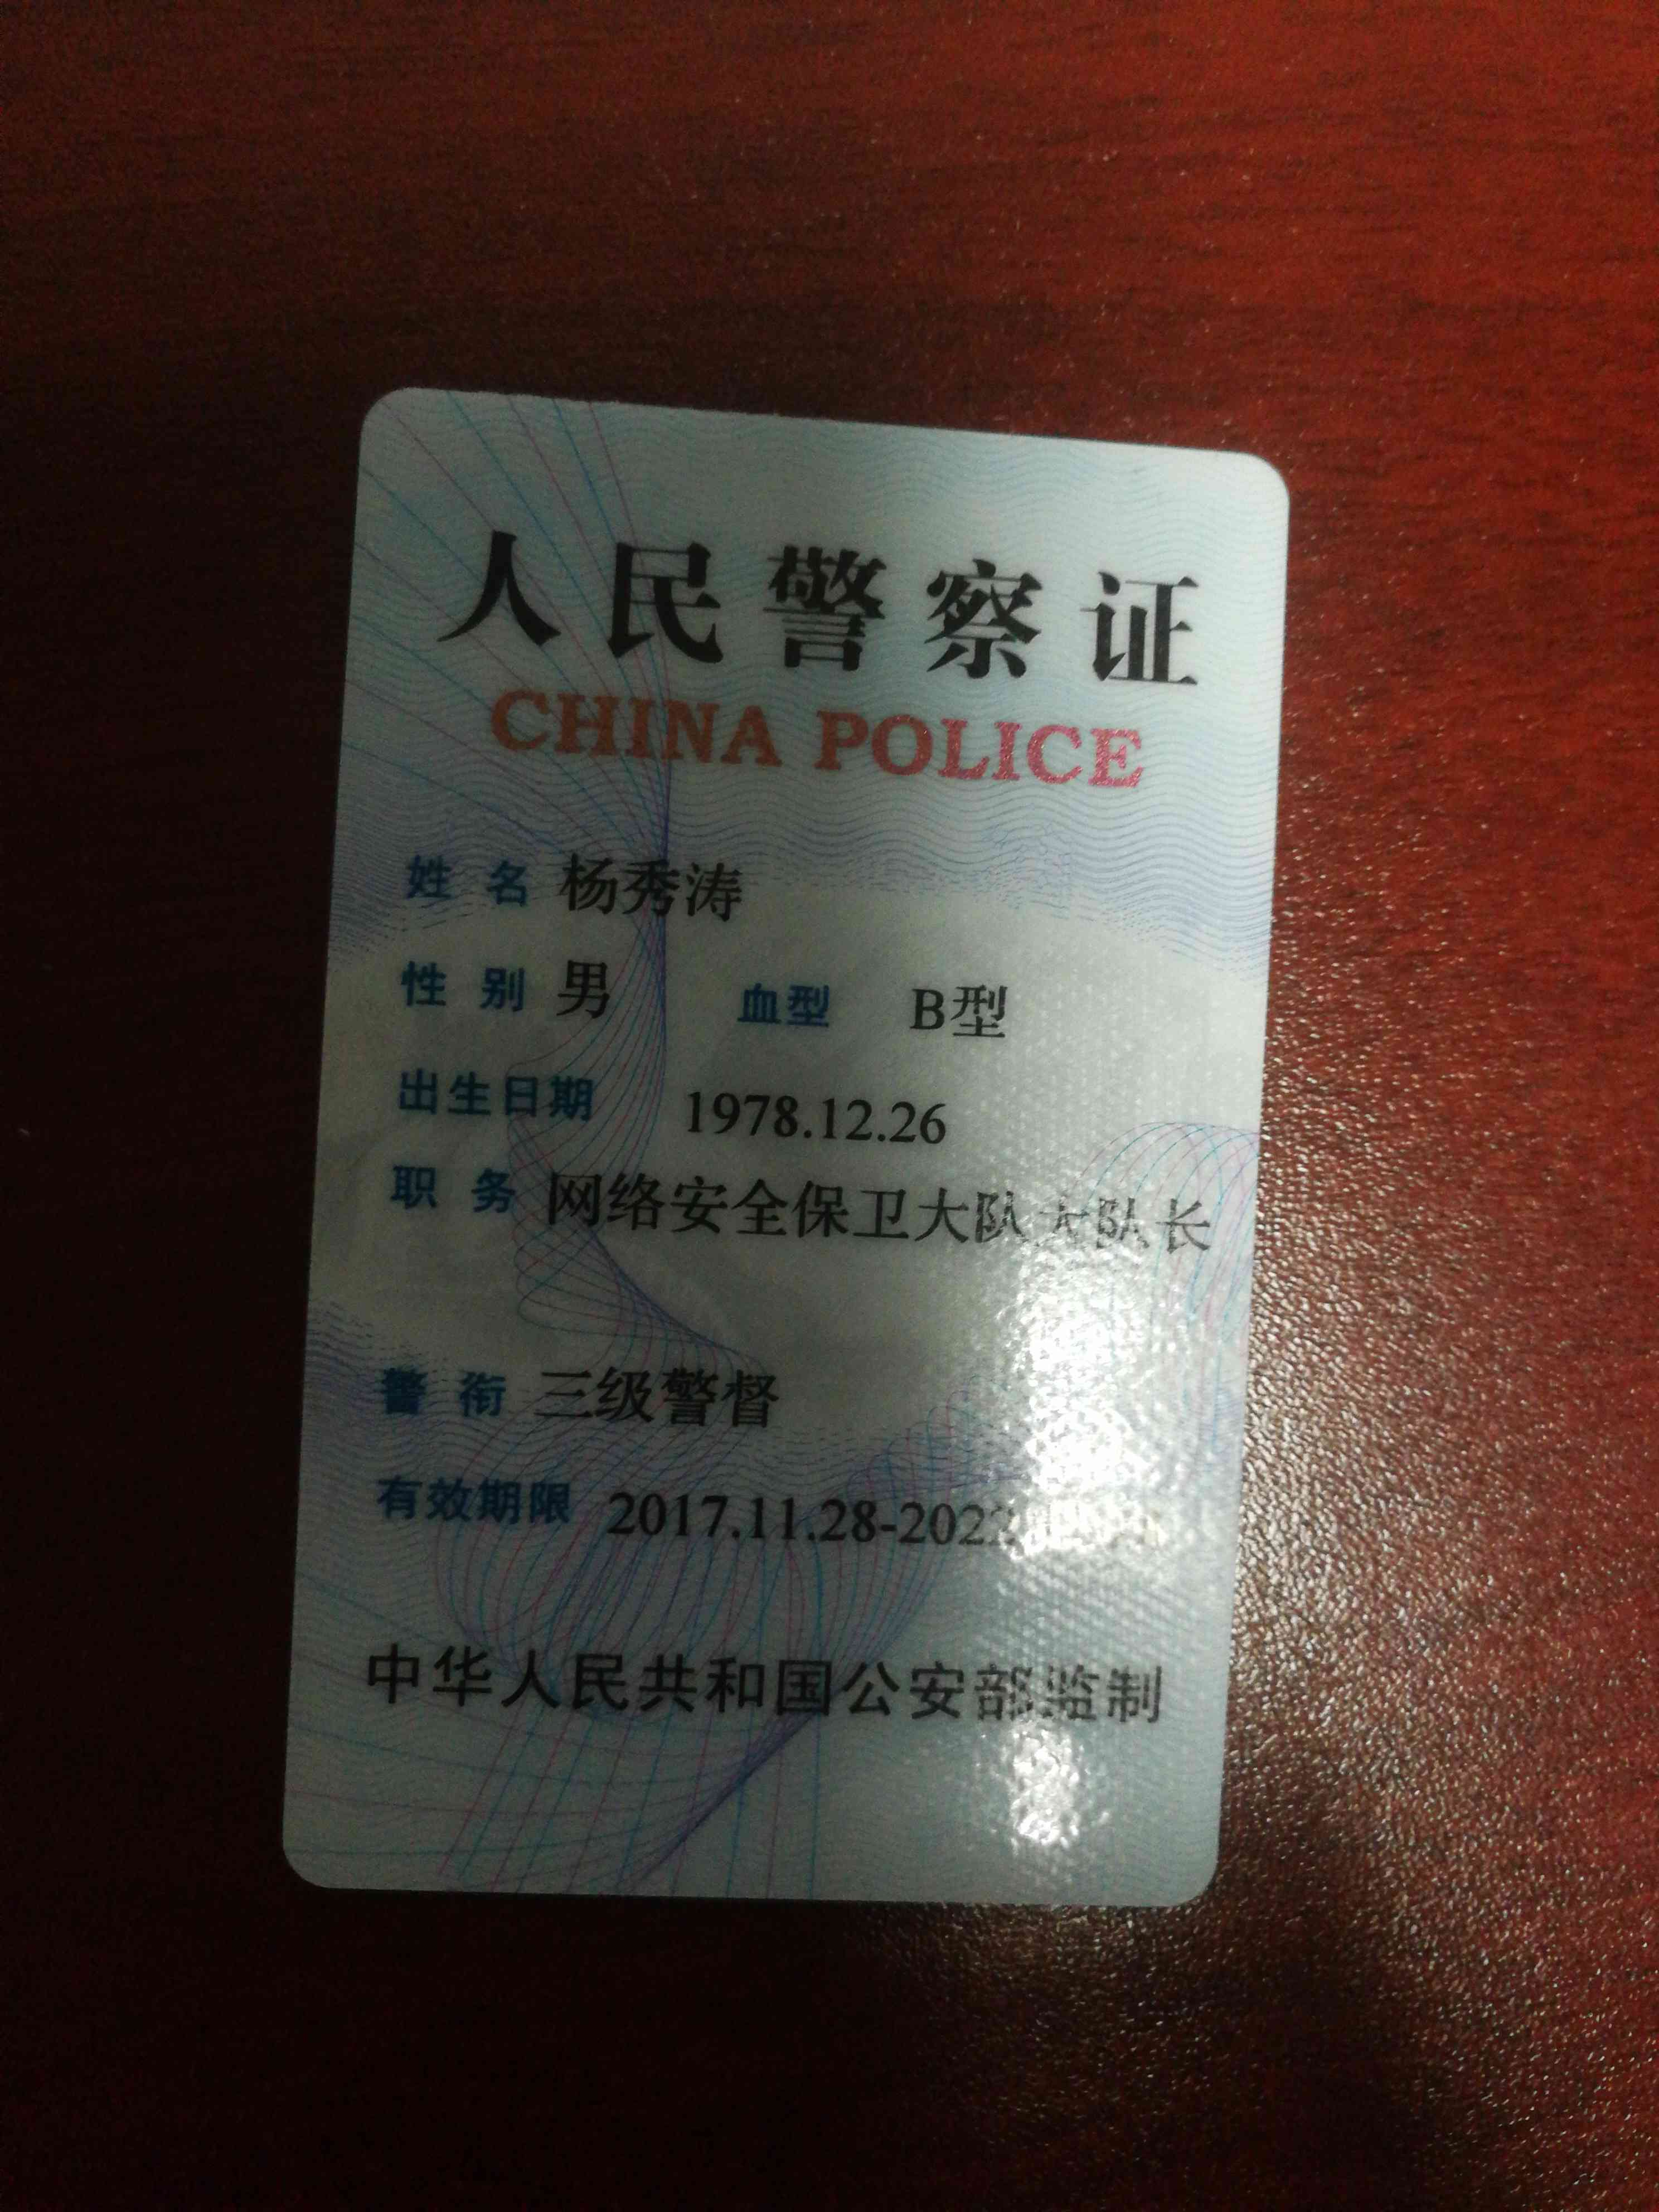 人民警察证
CHINA POLICE
姓 名 杨秀涛
性 别 男 血型 B型
出生日期 1978.12.26
职 务 网络安全保卫大队大队长
警 衔 三级警督
有效期限 2017.11.28-2022
中华人民共和国公安部监制